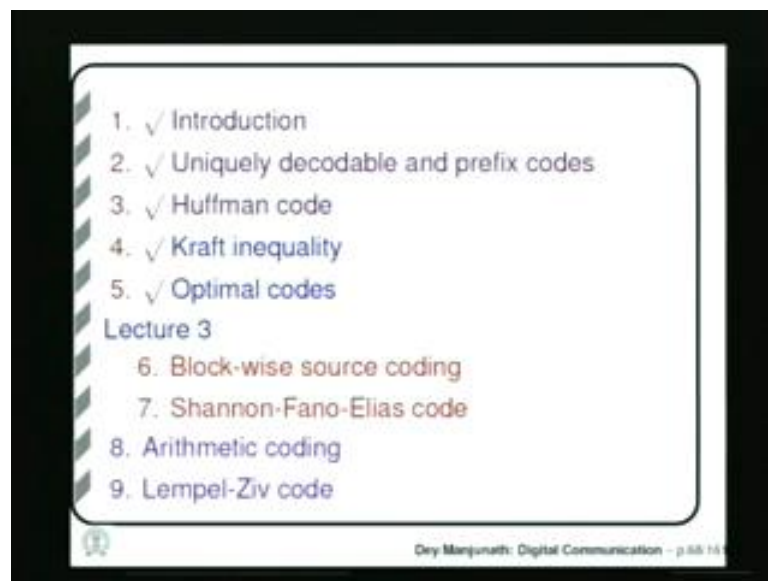 1. √ Introduction
2. √ Uniquely decodable and prefix codes
3. √ Huffman code
4. √ Kraft inequality
5. √ Optimal codes
Lecture 3
6. Block-wise source coding
7. Shannon-Fano-Elias code
8. Arithmetic coding
9. Lempel-Ziv code
Dey Manjunath: Digital Communication